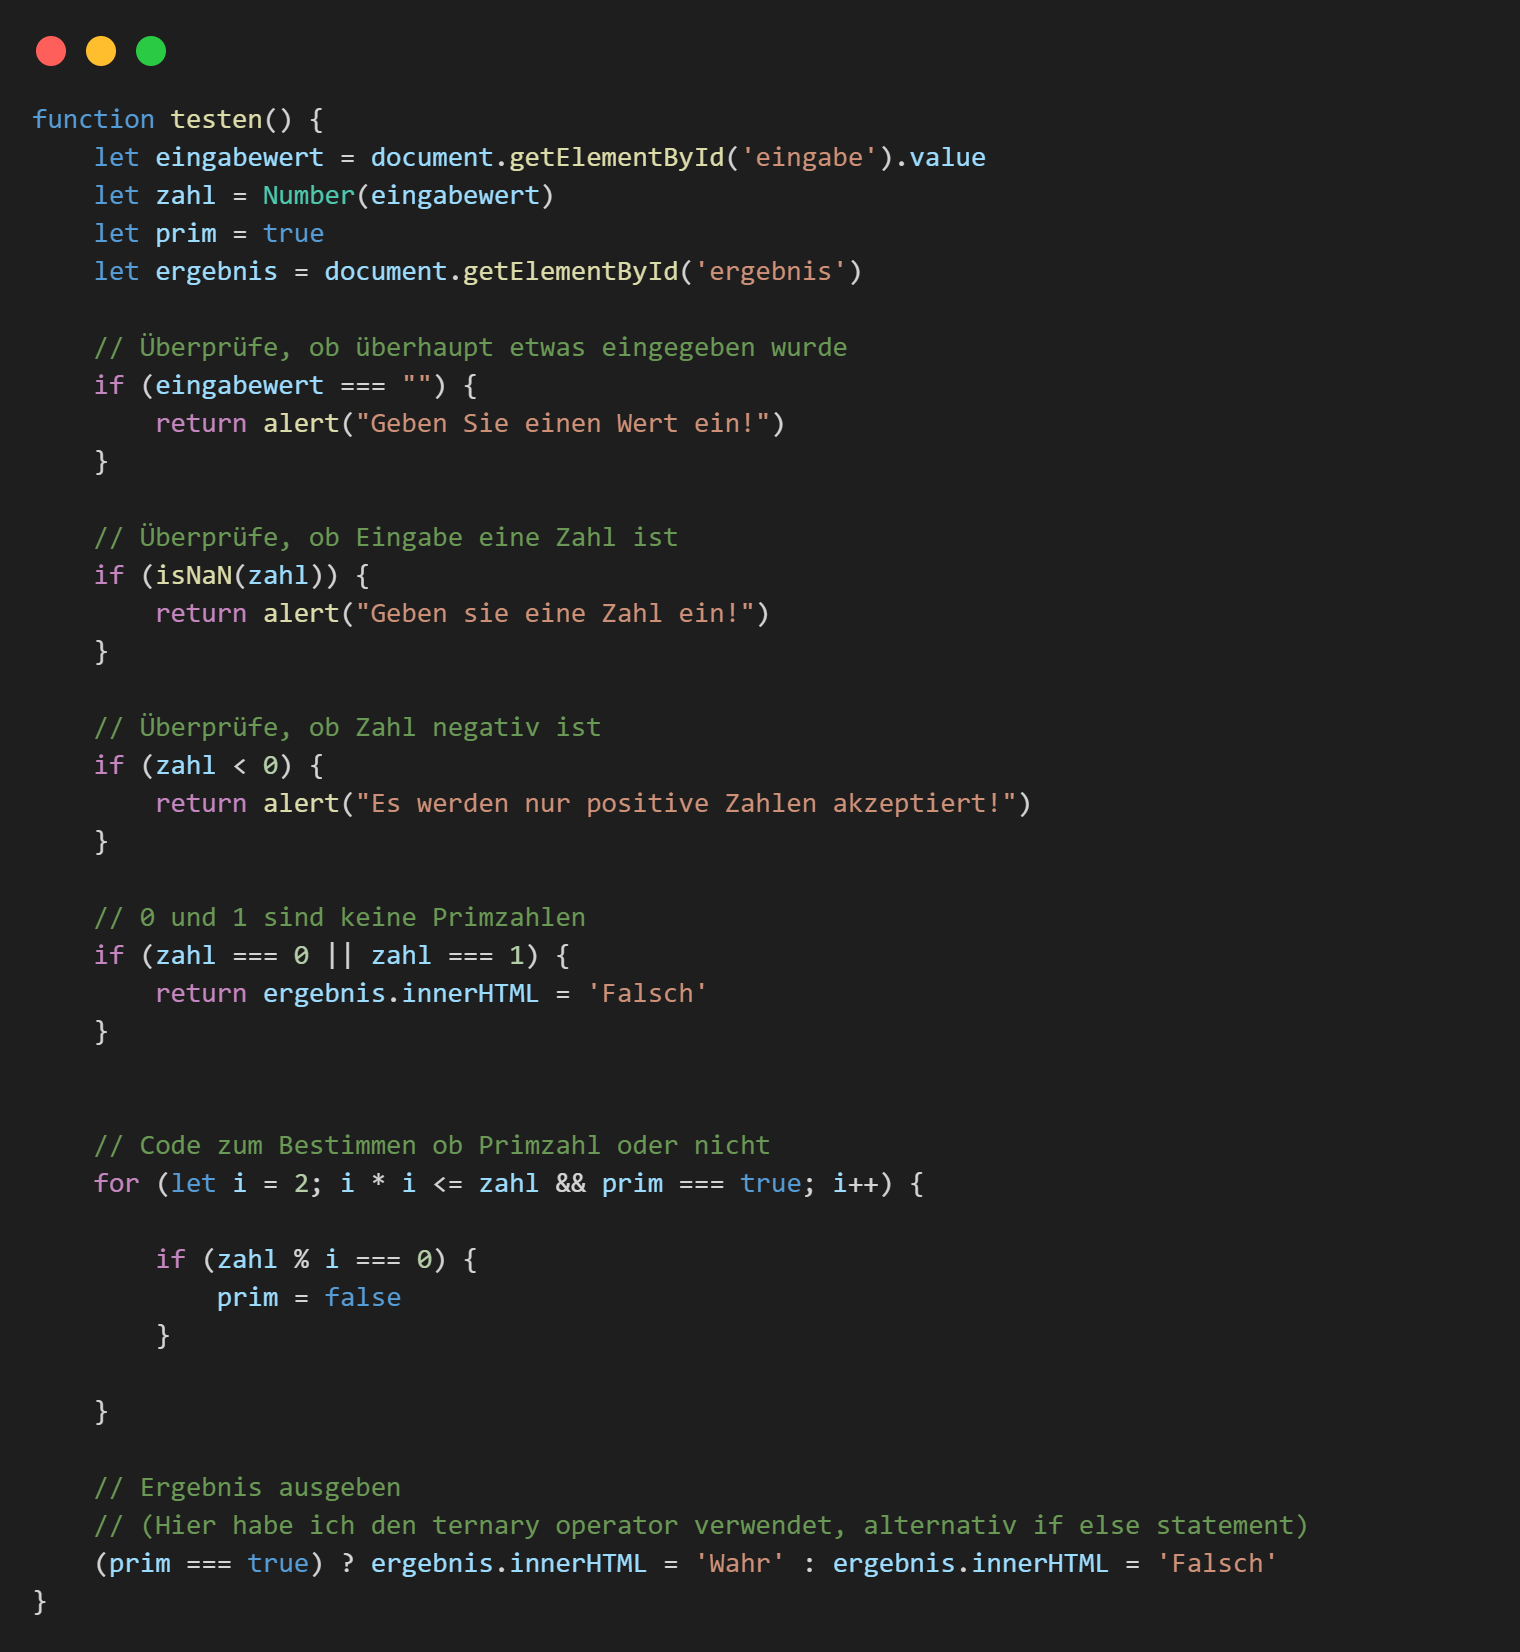 function testen() {
    let eingabewert = document.getElementById('eingabe').value
    let zahl = Number(eingabewert)
    let prim = true
    let ergebnis = document.getElementById('ergebnis')

    // Überprüfe, ob überhaupt etwas eingegeben wurde
    if (eingabewert === "") {
        return alert("Geben Sie einen Wert ein!")
    }

    // Überprüfe, ob Eingabe eine Zahl ist
    if (isNaN(zahl)) {
        return alert("Geben sie eine Zahl ein!")
    }

    // Überprüfe, ob Zahl negativ ist
    if (zahl < 0) {
        return alert("Es werden nur positive Zahlen akzeptiert!")
    }

    // 0 und 1 sind keine Primzahlen
    if (zahl === 0 || zahl === 1) {
        return ergebnis.innerHTML = 'Falsch'
    }


    // Code zum Bestimmen ob Primzahl oder nicht
    for (let i = 2; i * i <= zahl && prim === true; i++) {

        if (zahl % i === 0) {
            prim = false
        }

    }

    // Ergebnis ausgeben
    // (Hier habe ich den ternary operator verwendet, alternativ if else statement)
    (prim === true) ? ergebnis.innerHTML = 'Wahr' : ergebnis.innerHTML = 'Falsch'
}